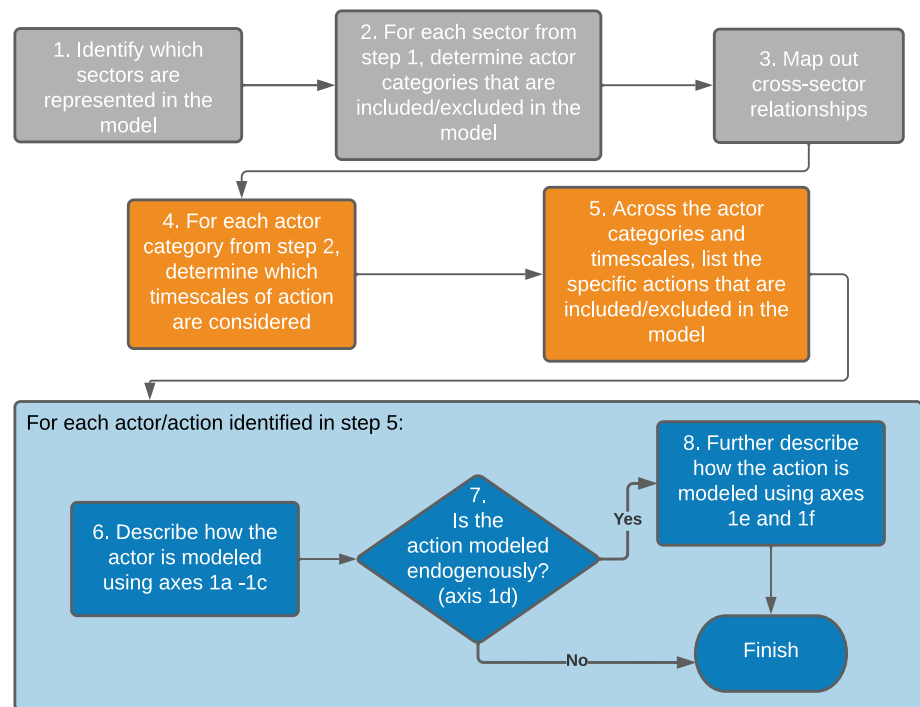 1. Identify which
sectors are
represented in the
model
2. For each sector from
step 1, determine actor
categories that are
included/excluded in the
model
3. Map out
cross-sector
relationships
4. For each actor
category from step 2,
determine which
timescales of action
are considered
5. Across the actor
categories and
timescales, list the
specific actions that are
included/excluded in the
model
For each actor/action identified in step 5:
6. Describe how the
actor is modeled
using axes 1a -1c
7.
Is the
action modeled
endogenously?
(axis 1d)
Yes
8. Further describe
how the action is
modeled using axes
1e and 1f
No
Finish